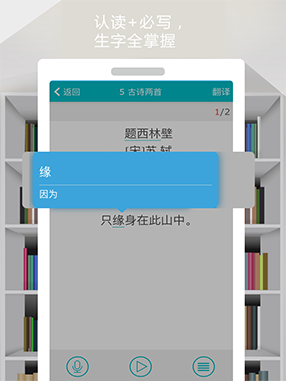 认读+必写，
生字全掌握
返回 5 古诗两首 翻译
1/2
题西林壁
[宋]苏 轼
缘
因为
只缘身在此山中。